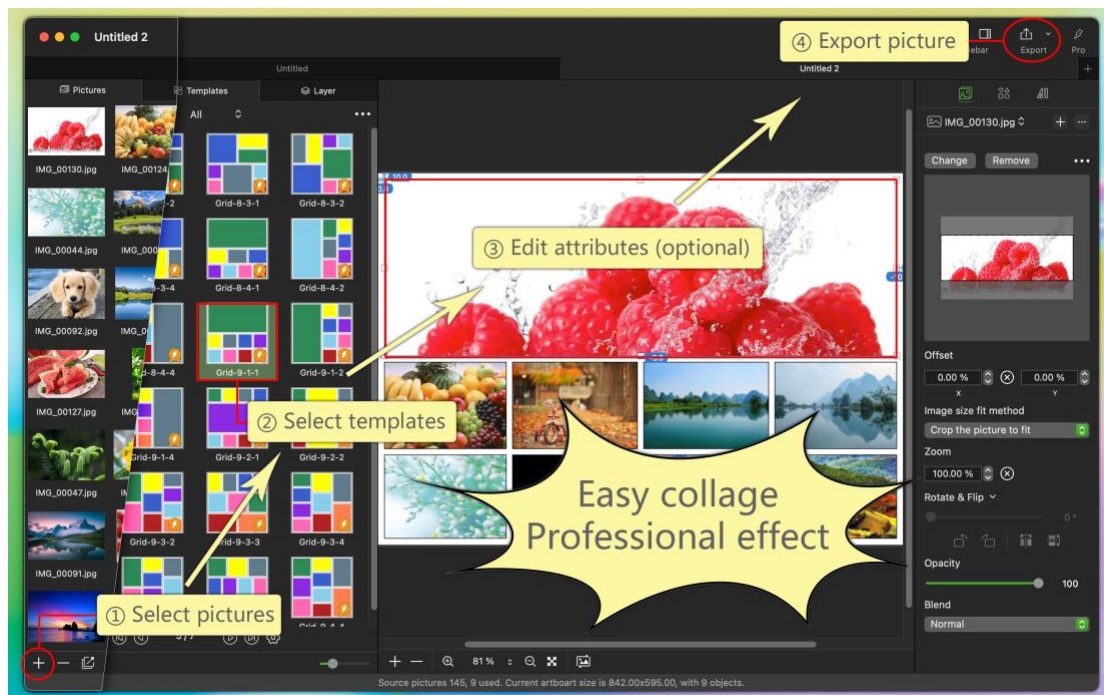 Untitled 2
④ Export picture
Export
Pro
Untitled
Untitled 2
Pictures
Templates
Layer
All
IMG_00130.jpg
IMG_00124
Grid-8-3-1
Grid-8-3-2
IMG_00044.jpg
Grid-8-4-1
Grid-8-4-2
IMG_00092.jpg
Grid-9-1-1
Grid-9-1-2
IMG_00127.jpg
② Select templates
Grid-9-1-4
Grid-9-2-1
Grid-9-2-2
IMG_00047.jpg
Grid-9-3-2
Grid-9-3-3
Grid-9-3-4
IMG_00091.jpg
① Select pictures
③ Edit attributes (optional)
Easy collage
Professional effect
81 %
Source pictures 145, 9 used. Current artboart size is 842.00x595.00, with 9 objects.
IMG_00130.jpg
Change
Remove
Offset
0.00 %
0.00 %
X
Y
Image size fit method
Crop the picture to fit
Zoom
100.00 %
Rotate & Flip
0 °
Opacity
100
Blend
Normal